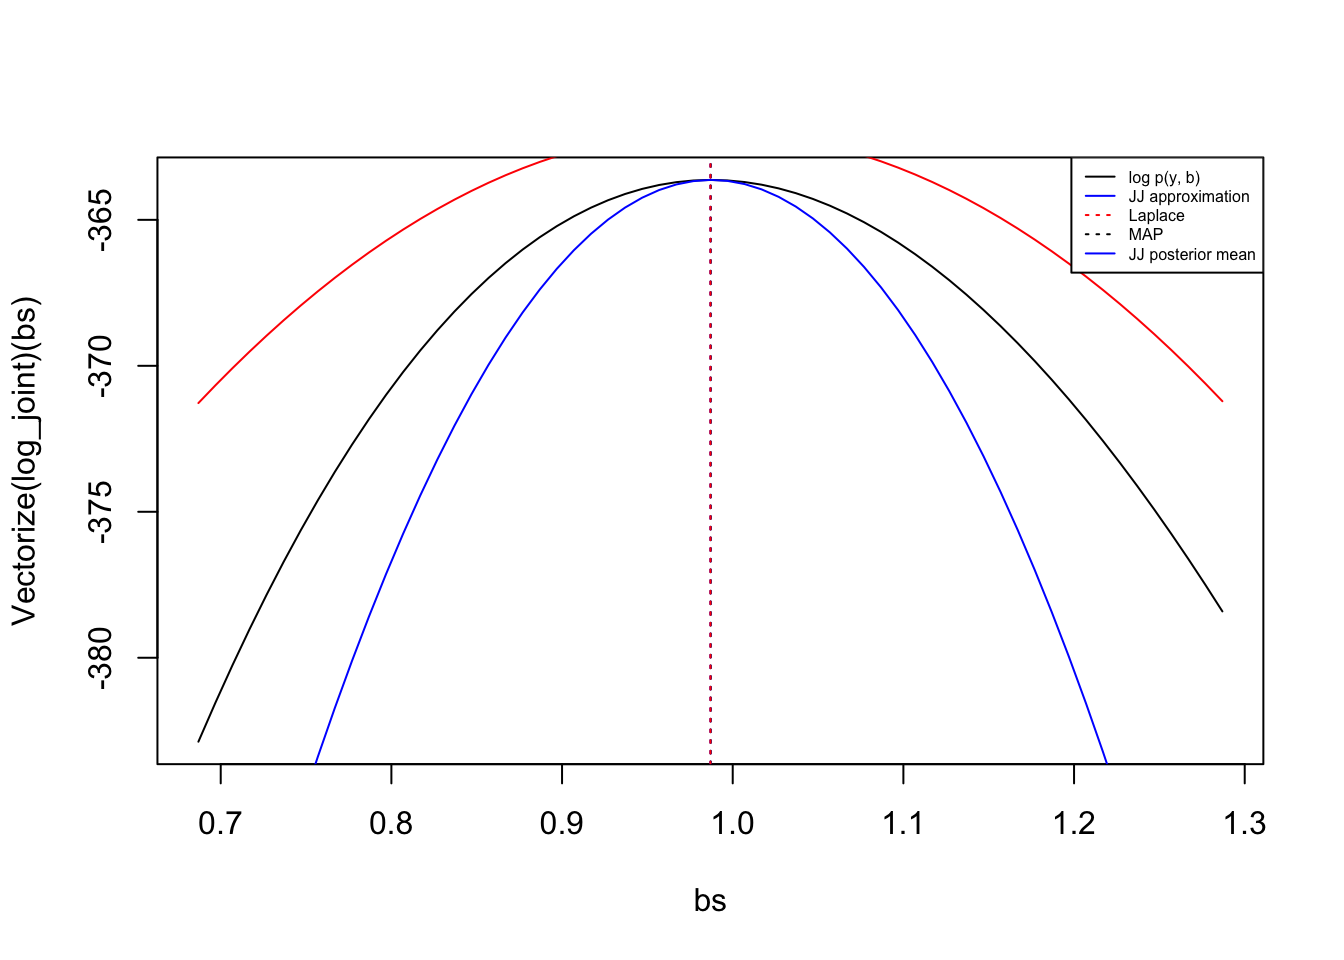 log p(y, b)
JJ approximation
Laplace
MAP
JJ posterior mean
Vectorize(log_joint)(bs)
-365
-370
-375
-380
0.7 0.8 0.9 1.0 1.1 1.2 1.3
bs